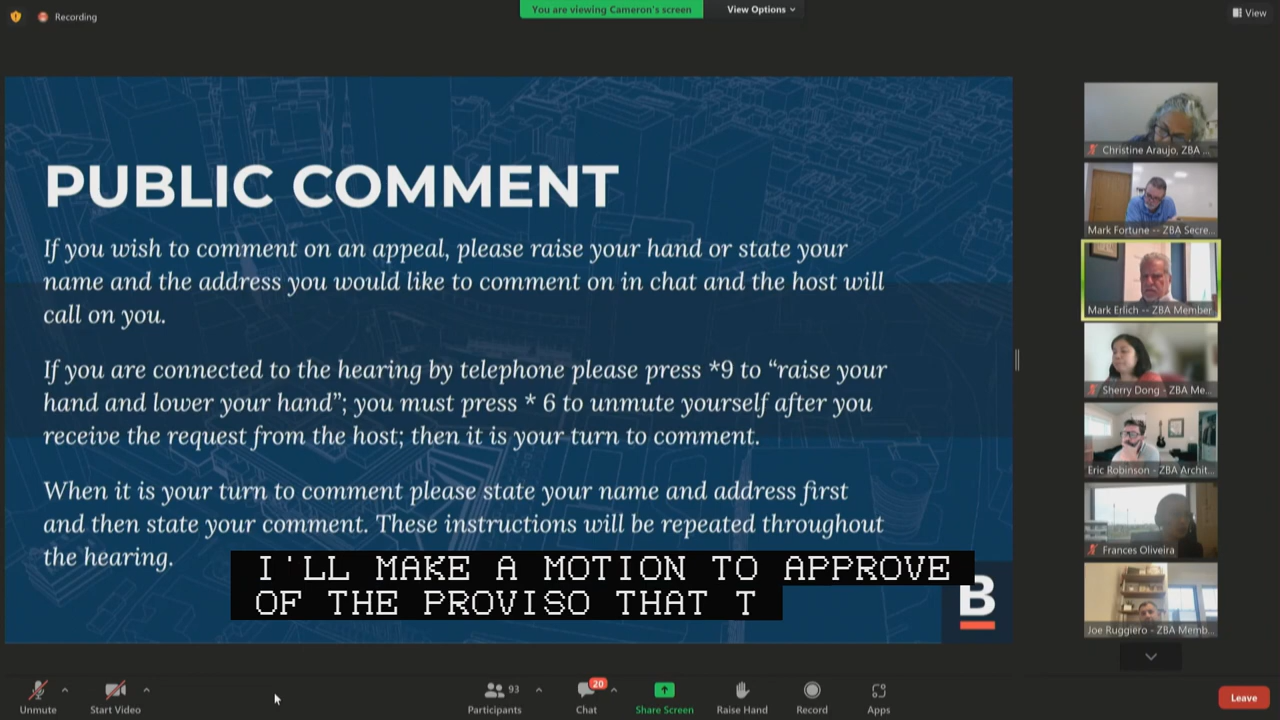 Recording
You are viewing Cameron's screen
View Options
View
PUBLIC COMMENT
If you wish to comment on an appeal, please raise your hand or state your
name and the address you would like to comment on in chat and the host will
call on you.
If you are connected to the hearing by telephone please press *9 to “raise your
hand and lower your hand”; you must press * 6 to unmute yourself after you
receive the request from the host; then it is your turn to comment.
When it is your turn to comment please state your name and address first
and then state your comment. These instructions will be repeated throughout
the hearing.
I'LL MAKE A MOTION TO APPROVE
OF THE PROVISO THAT T
B
Christine Araujo, ZBA ...
Mark Fortune -- ZBA Secre...
Mark Erlich -- ZBA Member
Sherry Dong - ZBA Me...
Eric Robinson - ZBA Archit...
Frances Oliveira
Joe Ruggiero - ZBA Memb...
Unmute
Start Video
93
Participants
20
Chat
Share Screen
Raise Hand
Record
Apps
Leave